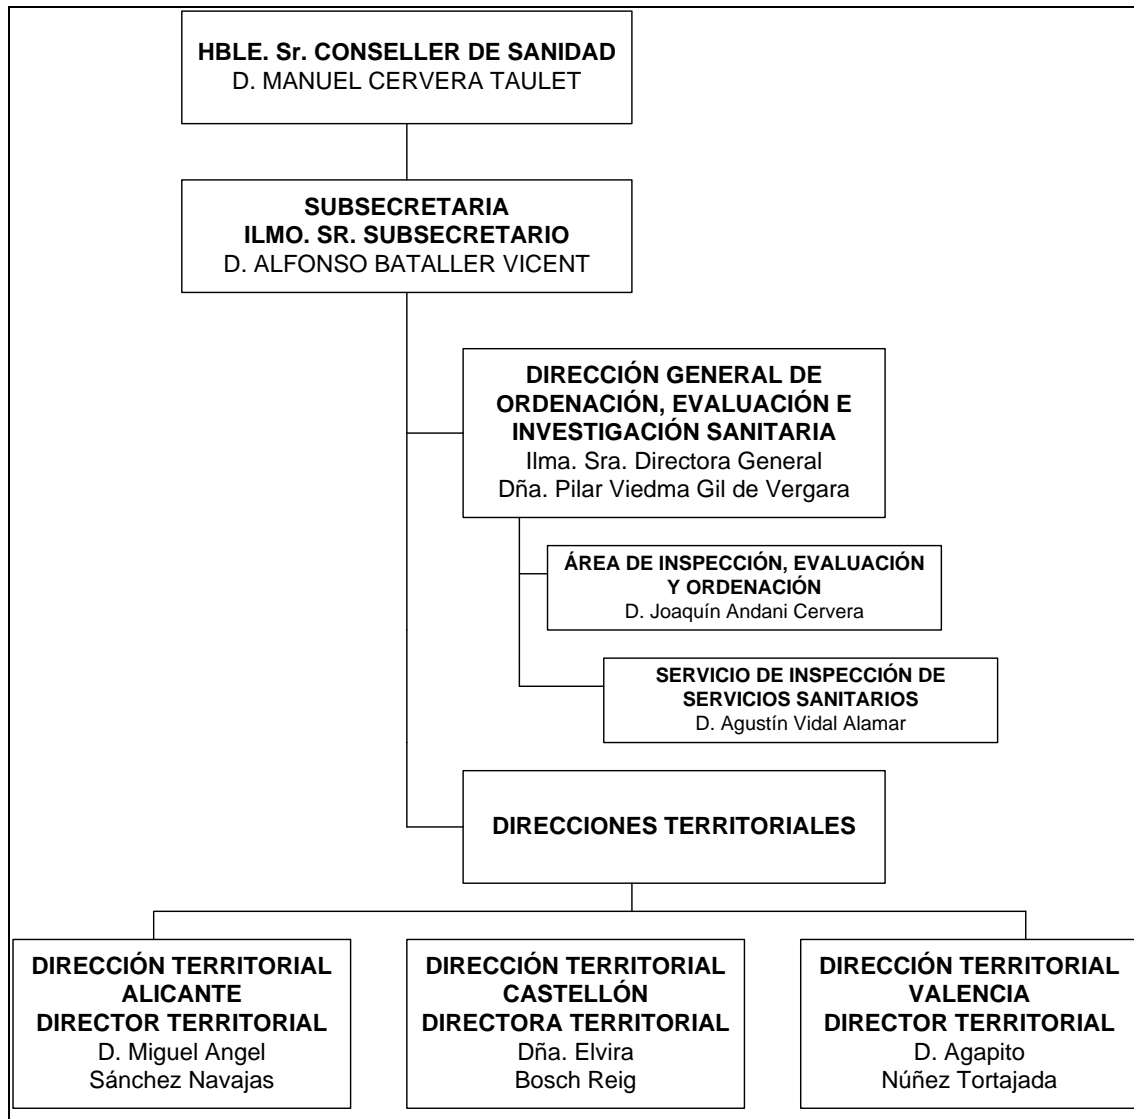 HBLE. Sr. CONSELLER DE SANIDAD
D. MANUEL CERVERA TAULET
SUBSECRETARIA
ILMO. SR. SUBSECRETARIO
D. ALFONSO BATALLER VICENT
DIRECCIÓN GENERAL DE
ORDENACIÓN, EVALUACIÓN E
INVESTIGACIÓN SANITARIA
Ilma. Sra. Directora General
Dña. Pilar Viedma Gil de Vergara
ÁREA DE INSPECCIÓN, EVALUACIÓN
Y ORDENACIÓN
D. Joaquín Andani Cervera
SERVICIO DE INSPECCIÓN DE
SERVICIOS SANITARIOS
D. Agustín Vidal Alamar
DIRECCIONES TERRITORIALES
DIRECCIÓN TERRITORIAL
ALICANTE
DIRECTOR TERRITORIAL
D. Miguel Angel
Sánchez Navajas
DIRECCIÓN TERRITORIAL
CASTELLÓN
DIRECTORA TERRITORIAL
Dña. Elvira
Bosch Reig
DIRECCIÓN TERRITORIAL
VALENCIA
DIRECTOR TERRITORIAL
D. Agapito
Núñez Tortajada